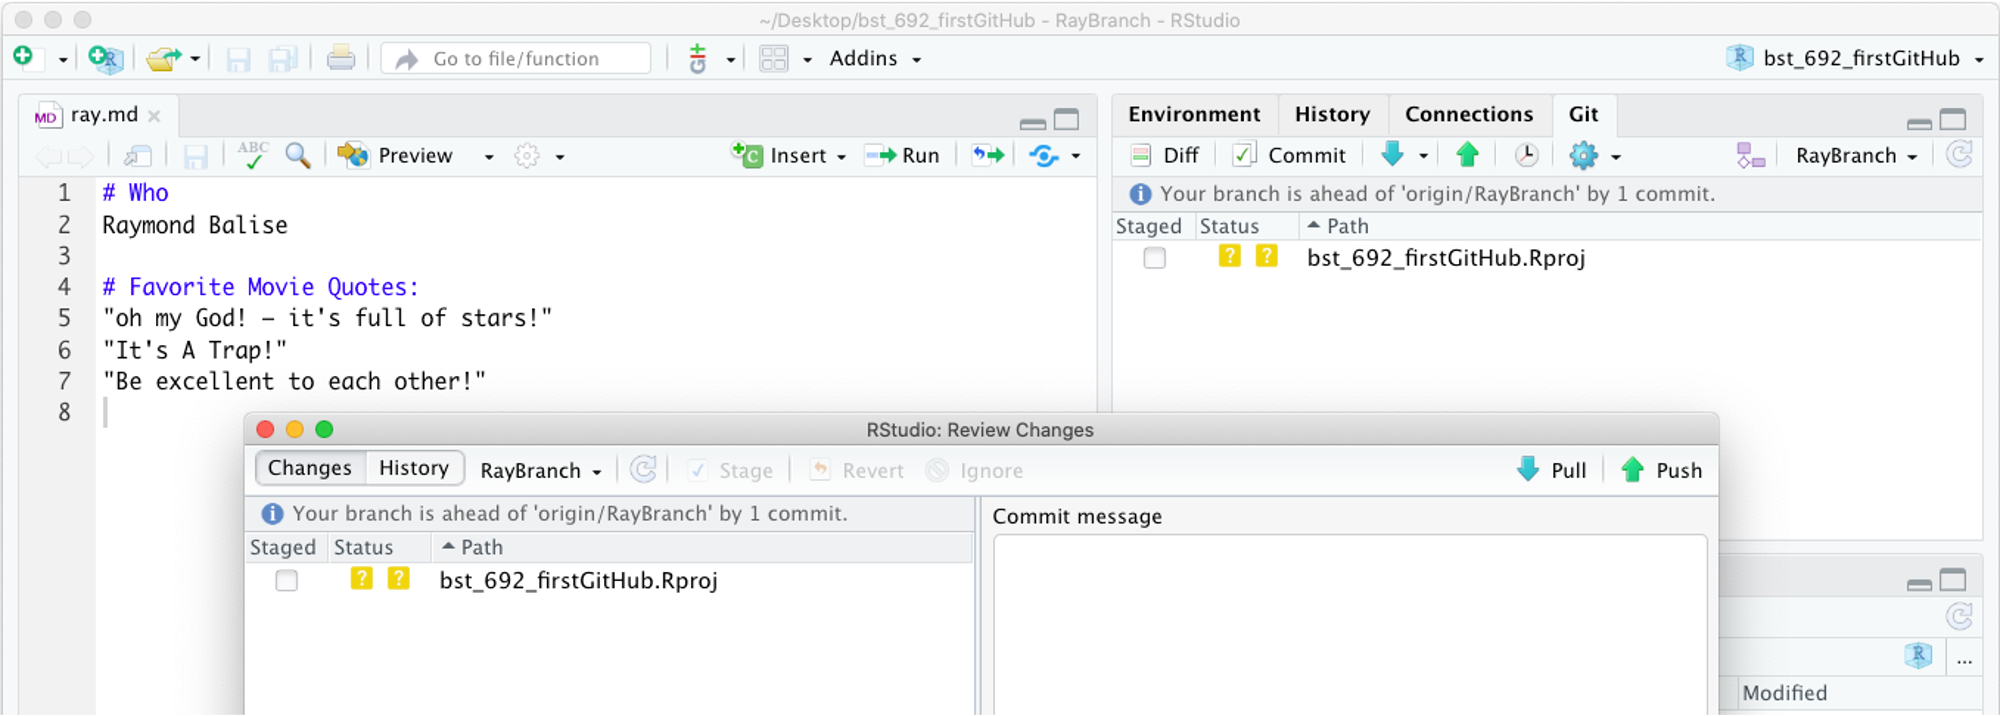 ~/Desktop/bst_692_firstGitHub - RayBranch - RStudio
Go to file/function
Git
Addins
R bst_692_firstGitHub
MD ray.md
Environment History Connections Git
ABC Preview
C Insert Run
Diff Commit RayBranch
1 # Who
2 Raymond Balise
3
4 # Favorite Movie Quotes:
5 "oh my God! – it's full of stars!"
6 "It's A Trap!"
7 "Be excellent to each other!"
8
Your branch is ahead of 'origin/RayBranch' by 1 commit.
Staged Status Path
? ? bst_692_firstGitHub.Rproj
RStudio: Review Changes
Changes History RayBranch Stage Revert Ignore Pull Push
Your branch is ahead of 'origin/RayBranch' by 1 commit.
Staged Status Path
? ? bst_692_firstGitHub.Rproj
Commit message
R ...
Modified